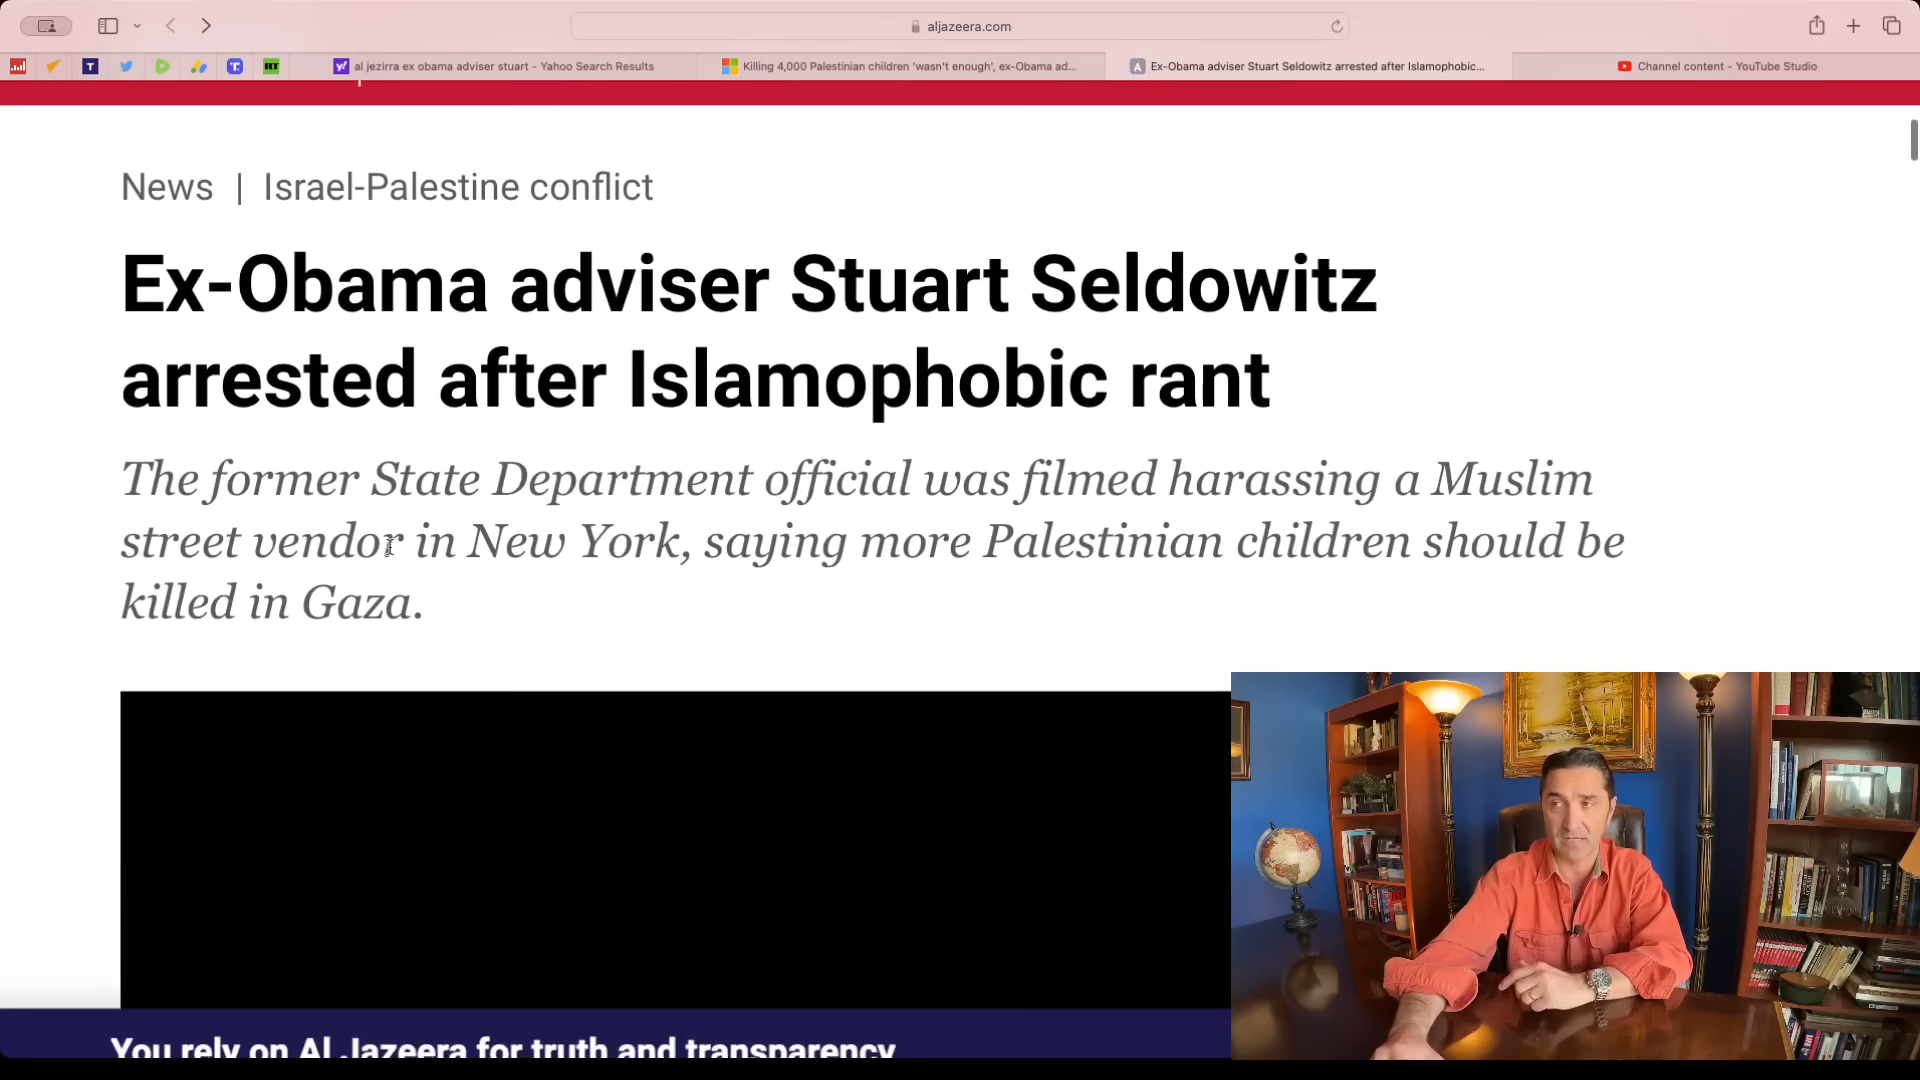 aljazeera.com
T
T
RT
y!
al jezirra ex obama adviser stuart - Yahoo Search Results
Killing 4,000 Palestinian children 'wasn't enough', ex-Obama ad...
A
Ex-Obama adviser Stuart Seldowitz arrested after Islamophobic...
Channel content - YouTube Studio
News | Israel-Palestine conflict
Ex-Obama adviser Stuart Seldowitz
arrested after Islamophobic rant
The former State Department official was filmed harassing a Muslim
street vendor in New York, saying more Palestinian children should be
killed in Gaza.
You rely on Al Jazeera for truth and transparency